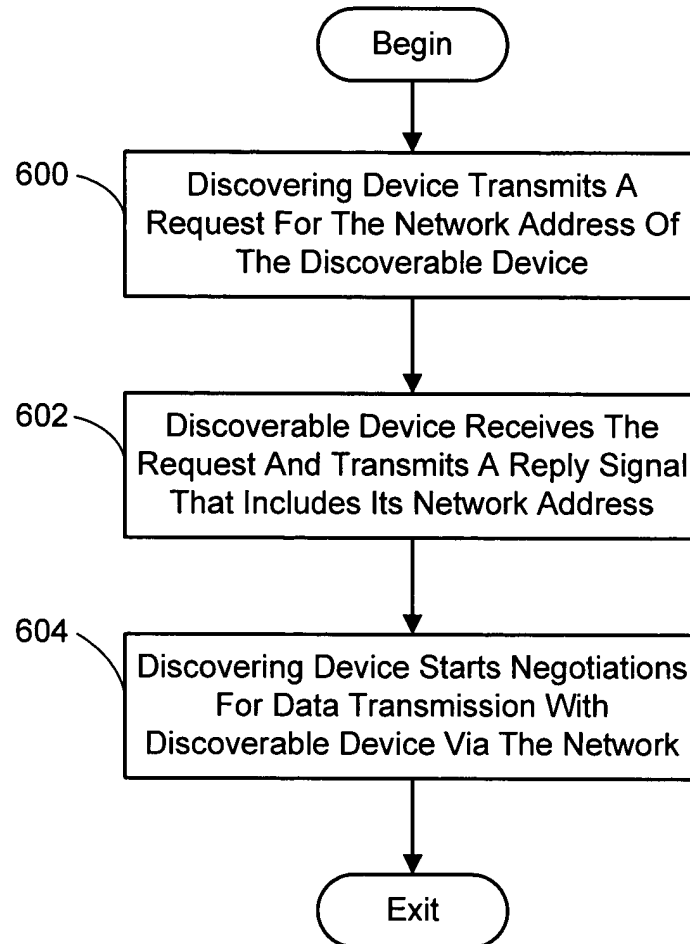 Begin
600
Discovering Device Transmits A
Request For The Network Address Of
The Discoverable Device
602
Discoverable Device Receives The
Request And Transmits A Reply Signal
That Includes Its Network Address
604
Discovering Device Starts Negotiations
For Data Transmission With
Discoverable Device Via The Network
Exit